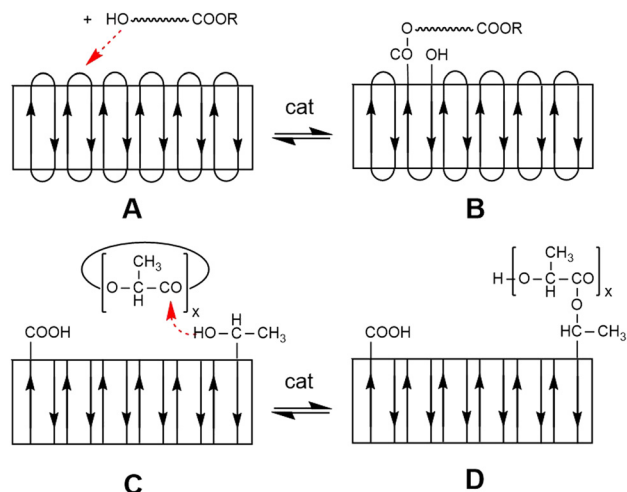 + HO COOR
cat
A
O COOR
CO OH
B
CH3
O–C–CO
H
x
COOH
HO–C–CH3
H
cat
C
CH3
H–O–C–CO
H
x
O
HC–CH3
COOH
D